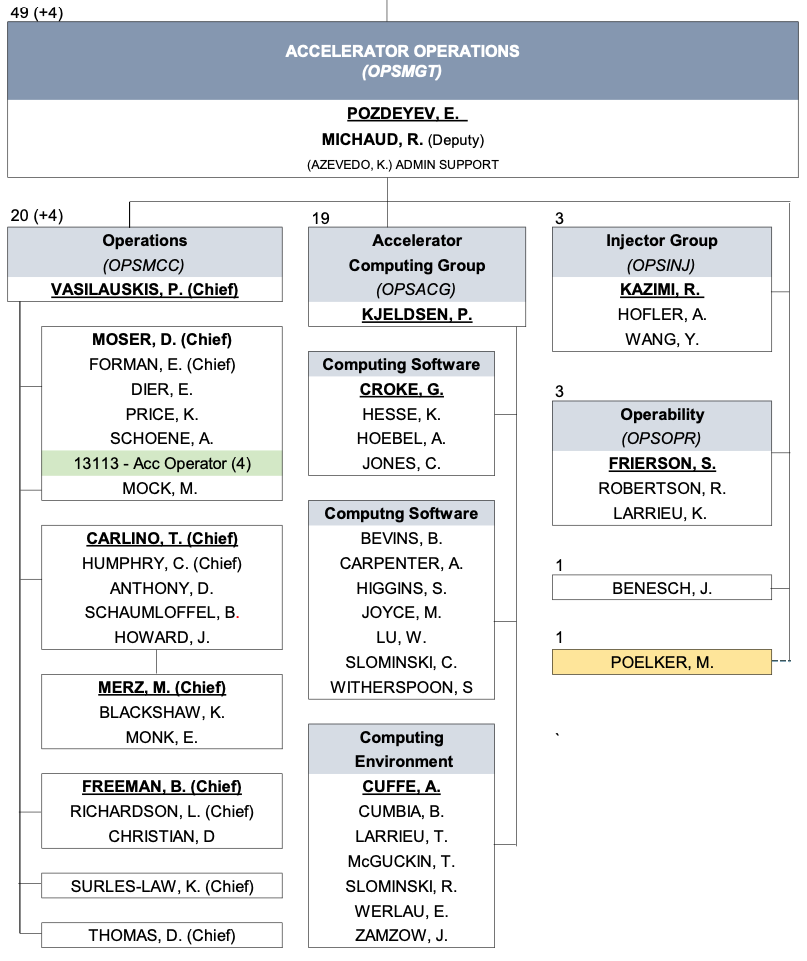 49 (+4)
ACCELERATOR OPERATIONS
(OPSMGT)
POZDEYEV, E.
MICHAUD, R. (Deputy)
(AZEVEDO, K.) ADMIN SUPPORT
20 (+4)
Operations
(OPSMCC)
VASILAUSKIS, P. (Chief)
MOSER, D. (Chief)
FORMAN, E. (Chief)
DIER, E.
PRICE, K.
SCHOENE, A.
13113 - Acc Operator (4)
MOCK, M.
CARLINO, T. (Chief)
HUMPHRY, C. (Chief)
ANTHONY, D.
SCHAUMLOFFEL, B.
HOWARD, J.
MERZ, M. (Chief)
BLACKSHAW, K.
MONK, E.
FREEMAN, B. (Chief)
RICHARDSON, L. (Chief)
CHRISTIAN, D
SURLES-LAW, K. (Chief)
THOMAS, D. (Chief)
19
Accelerator
Computing Group
(OPSACG)
KJELDSEN, P.
Computing Software
CROKE, G.
HESSE, K.
HOEBEL, A.
JONES, C.
Computng Software
BEVINS, B.
CARPENTER, A.
HIGGINS, S.
JOYCE, M.
LU, W.
SLOMINSKI, C.
WITHERSPOON, S
Computing
Environment
CUFFE, A.
CUMBIA, B.
LARRIEU, T.
McGUCKIN, T.
SLOMINSKI, R.
WERLAU, E.
ZAMZOW, J.
3
Injector Group
(OPSINJ)
KAZIMI, R.
HOFLER, A.
WANG, Y.
3
Operability
(OPSOPR)
FRIERSON, S.
ROBERTSON, R.
LARRIEU, K.
1
BENESCH, J.
1
POELKER, M.
`